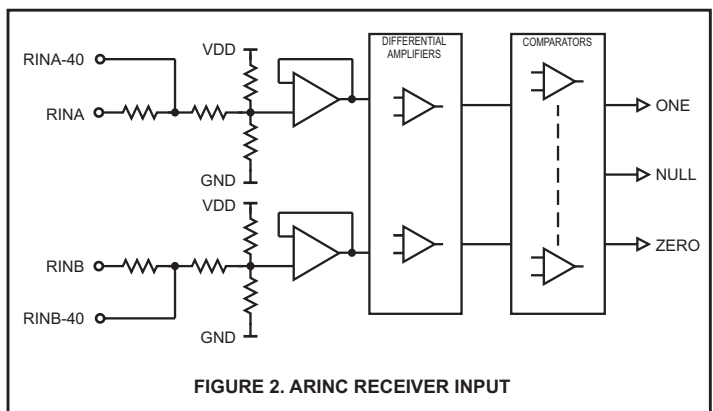 DIFFERENTIAL
AMPLIFIERS
COMPARATORS
VDD
RINA-40
RINA
ONE
GND
NULL
VDD
RINB
ZERO
RINB-40
GND
FIGURE 2. ARINC RECEIVER INPUT